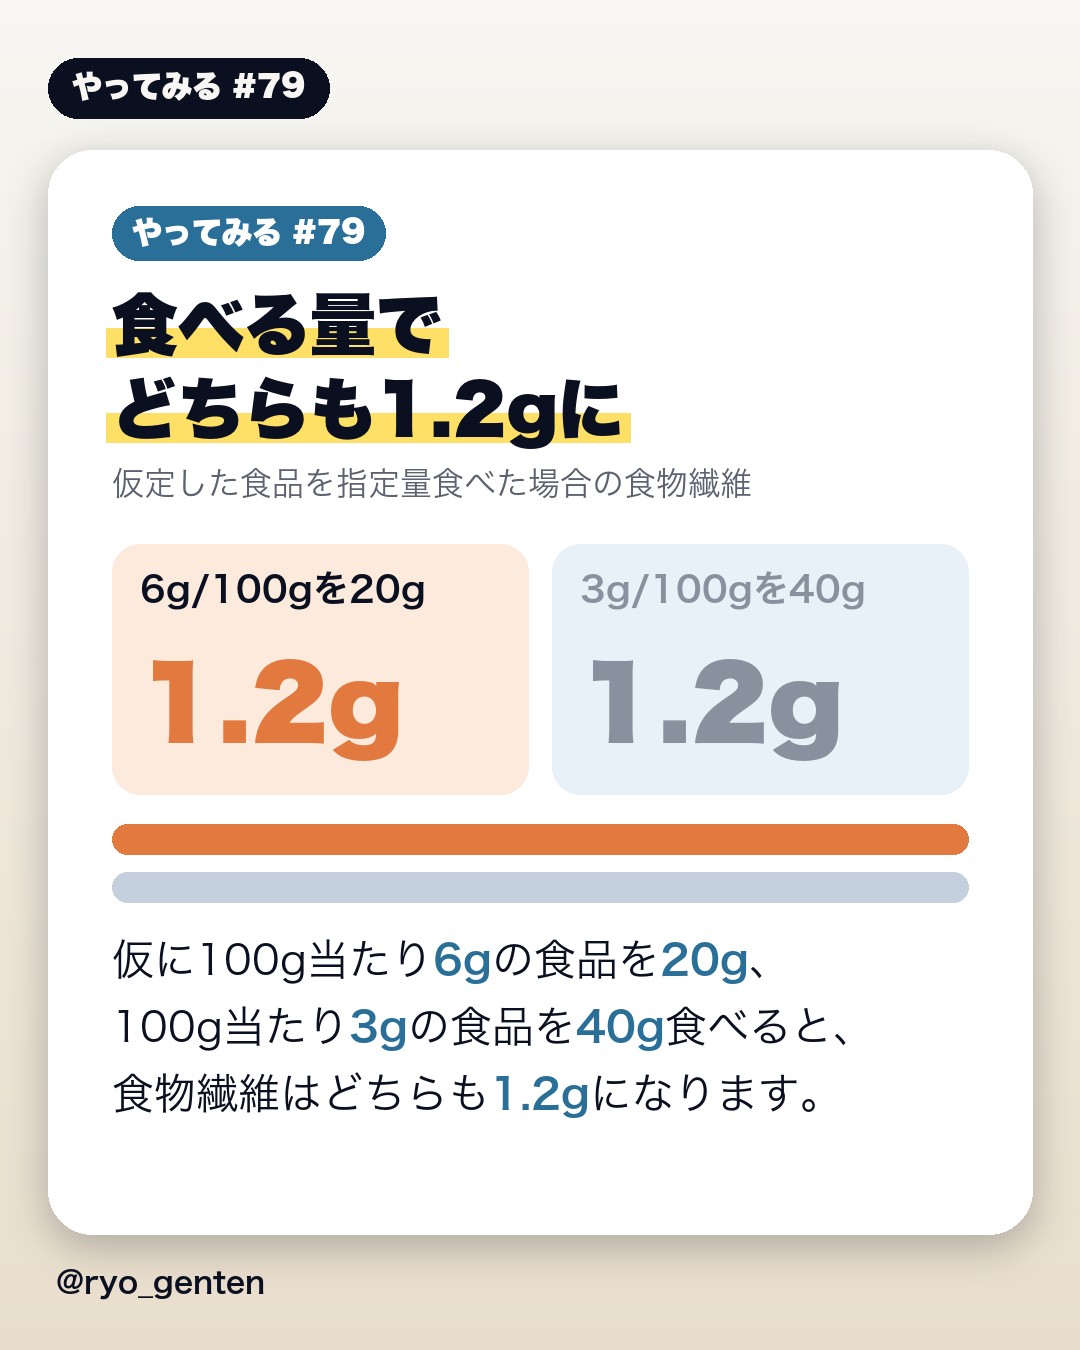 やってみる #79
やってみる #79
食べる量で
どちらも1.2gに
仮定した食品を指定量食べた場合の食物繊維
6g/100gを20g
1.2g
3g/100gを40g
1.2g
仮に100g当たり6gの食品を20g、
100g当たり3gの食品を40g食べると、
食物繊維はどちらも1.2gになります。
@ryo_genten